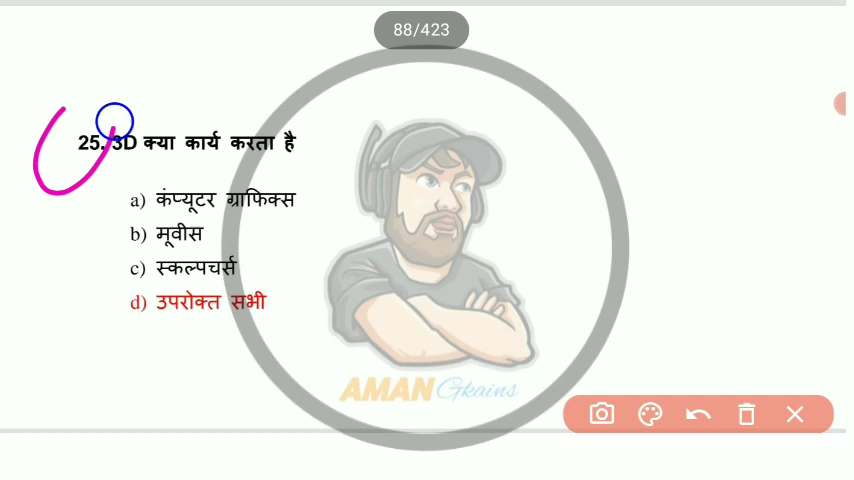 88/423
25. 3D क्या कार्य करता है
a) कंप्यूटर ग्राफिक्स
b) मूवीस
c) स्कल्पचर्स
d) उपरोक्त सभी
AMAN Gkains